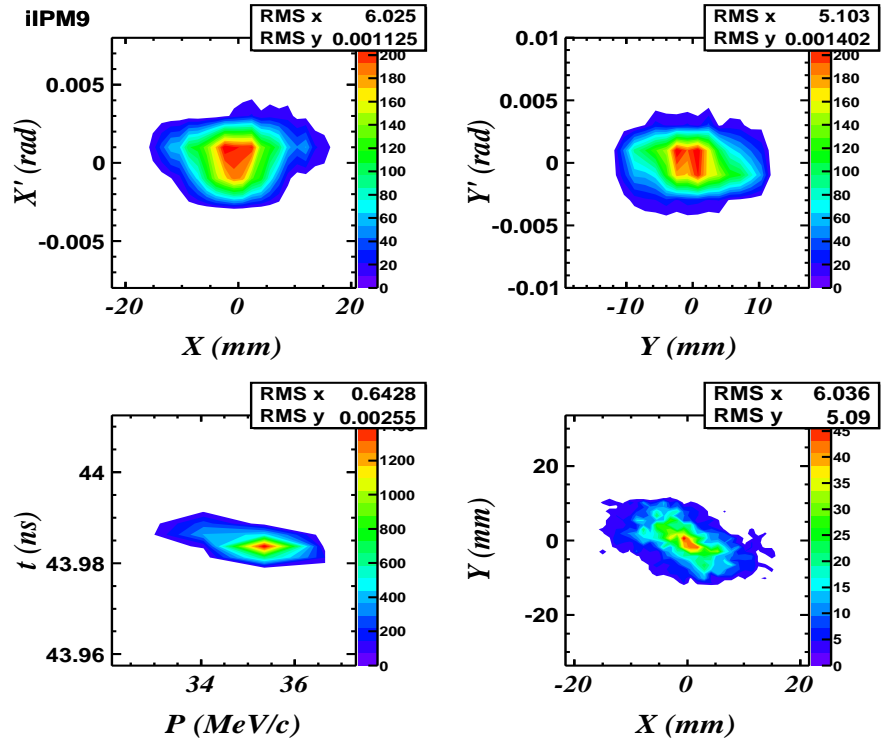 iIPM9
RMS x 6.025
RMS y 0.001125
0.005
0
-0.005
X' (rad)
-20 0 20
X (mm)
200
180
160
140
120
100
80
60
40
20
0
RMS x 5.103
RMS y 0.001402
0.01
0.005
0
-0.005
-0.01
Y' (rad)
-10 0 10
Y (mm)
200
180
160
140
120
100
80
60
40
20
0
RMS x 0.6428
RMS y 0.00255
44
43.98
43.96
t (ns)
34 36
P (MeV/c)
1200
1000
800
600
400
200
0
RMS x 6.036
RMS y 5.09
20
0
-20
Y (mm)
-20 0 20
X (mm)
45
40
35
30
25
20
15
10
5
0